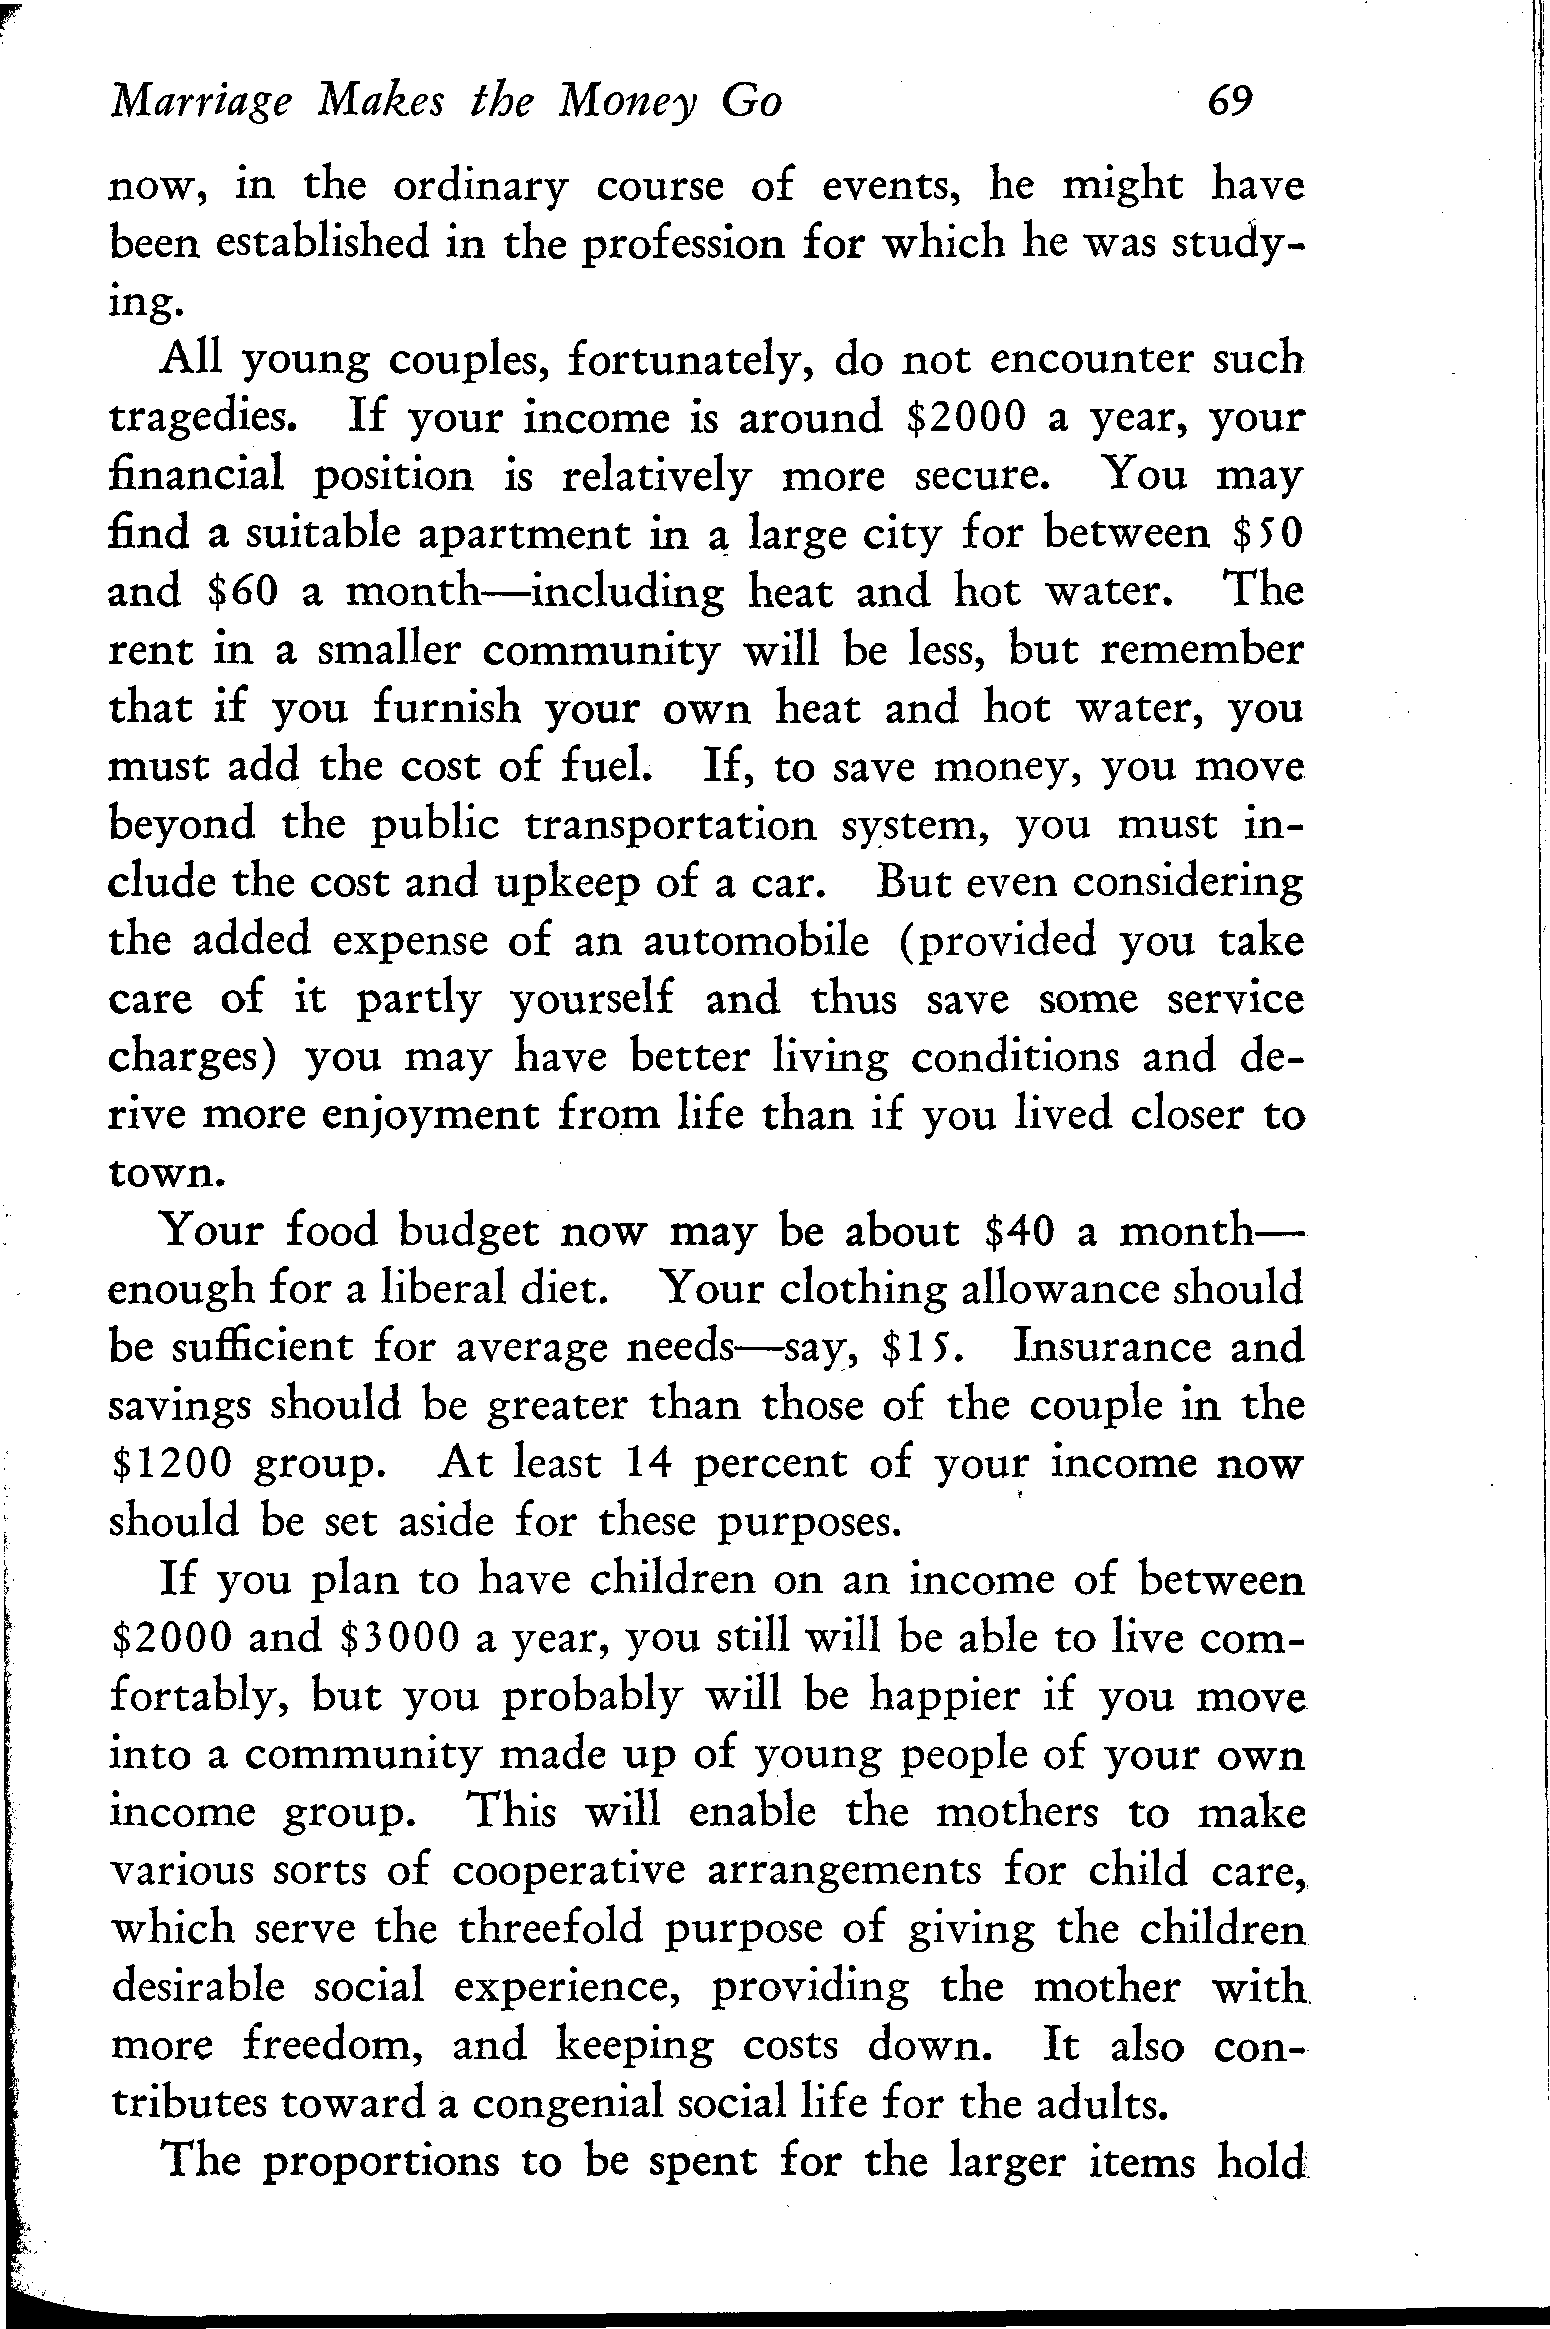 Marriage Makes the Money Go 69
now, in the ordinary course of events, he might have
been established in the profession for which he was study-
ing.
All young couples, fortunately, do not encounter such
tragedies. If your income is around $2000 a year, your
financial position is relatively more secure. You may
find a suitable apartment in a large city for between $50
and $60 a month—including heat and hot water. The
rent in a smaller community will be less, but remember
that if you furnish your own heat and hot water, you
must add the cost of fuel. If, to save money, you move
beyond the public transportation system, you must in-
clude the cost and upkeep of a car. But even considering
the added expense of an automobile (provided you take
care of it partly yourself and thus save some service
charges) you may have better living conditions and de-
rive more enjoyment from life than if you lived closer to
town.
Your food budget now may be about $40 a month—
enough for a liberal diet. Your clothing allowance should
be sufficient for average needs—say, $15. Insurance and
savings should be greater than those of the couple in the
$1200 group. At least 14 percent of your income now
should be set aside for these purposes.
If you plan to have children on an income of between
$2000 and $3000 a year, you still will be able to live com-
fortably, but you probably will be happier if you move
into a community made up of young people of your own
income group. This will enable the mothers to make
various sorts of cooperative arrangements for child care,
which serve the threefold purpose of giving the children
desirable social experience, providing the mother with
more freedom, and keeping costs down. It also con-
tributes toward a congenial social life for the adults.
The proportions to be spent for the larger items hold